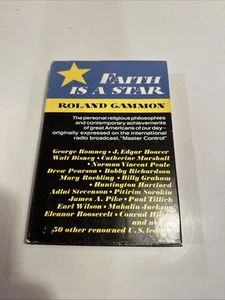 FAITH
IS A STAR
ROLAND GAMMON
The personal religious philosophies
and contemporary achievements
of great Americans of our day—
originally expressed on the international
radio broadcast, "Master Control"
George Romney • J. Edgar Hoover
Walt Disney • Catherine Marshall
• Norman Vincent Peale
Drew Pearson • Bobby Richardson
Mary Roebling • Billy Graham
• Huntington Hartford
Adlai Stevenson • Pitirim Sorokin
James A. Pike • Paul Tillich
Earl Wilson • Mahalia Jackson
Eleanor Roosevelt • Conrad Hilton
and
50 other renowned U.S.